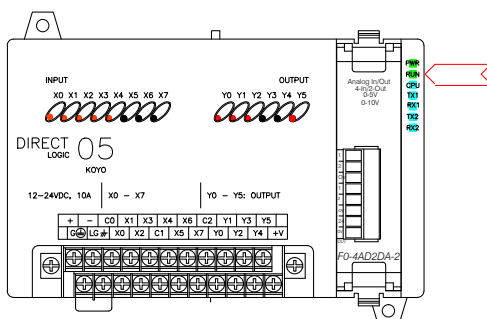 INPUT
X0 X1 X2 X3 X4 X5 X6 X7
OUTPUT
Y0 Y1 Y2 Y3 Y4 Y5
DIRECT
LOGIC
05
KOYO
12-24VDC, 10A
X0 - X7
Y0 - Y5: OUTPUT
+ - C0 X1 X3 X4 X6 C2 Y1 Y3 Y5
G LG X0 X2 C1 X5 X7 Y0 Y2 Y4 +V
Analog In/Out
4-In/2-Out
0-5V
0-10V
F0-4AD2DA-2
PWR
RUN
CPU
TX1
RX1
TX2
RX2